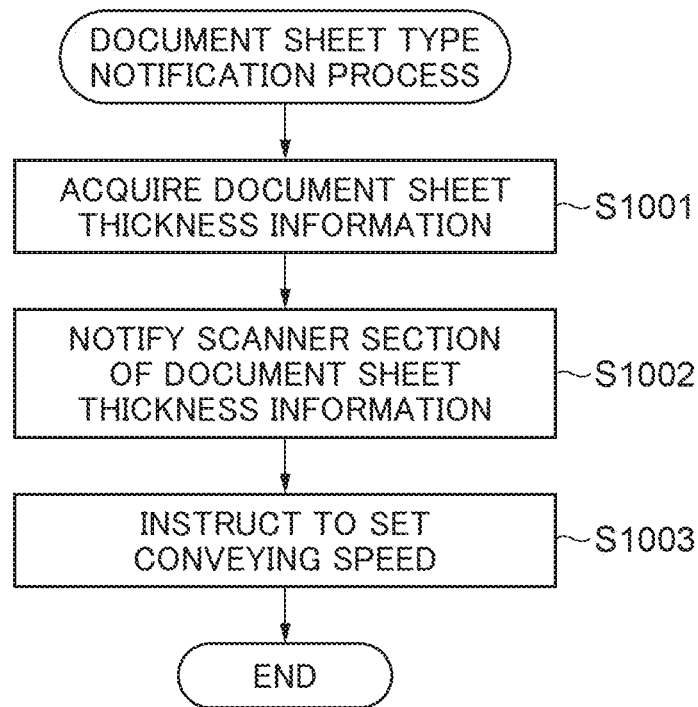 DOCUMENT SHEET TYPE
NOTIFICATION PROCESS
ACQUIRE DOCUMENT SHEET
THICKNESS INFORMATION
S1001
NOTIFY SCANNER SECTION
OF DOCUMENT SHEET
THICKNESS INFORMATION
S1002
INSTRUCT TO SET
CONVEYING SPEED
S1003
END